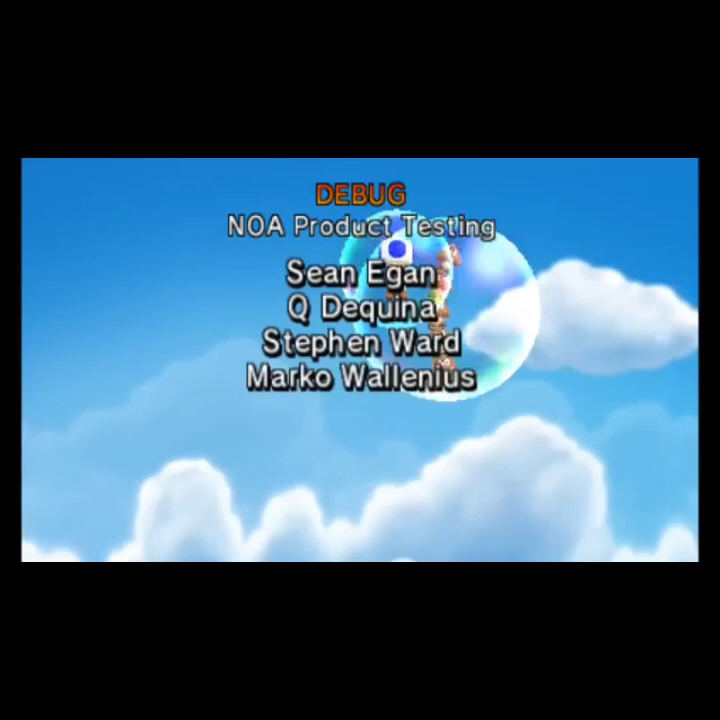 DEBUG
NOA Product Testing
Sean Egan
Q Dequina
Stephen Ward
Marko Wallenius